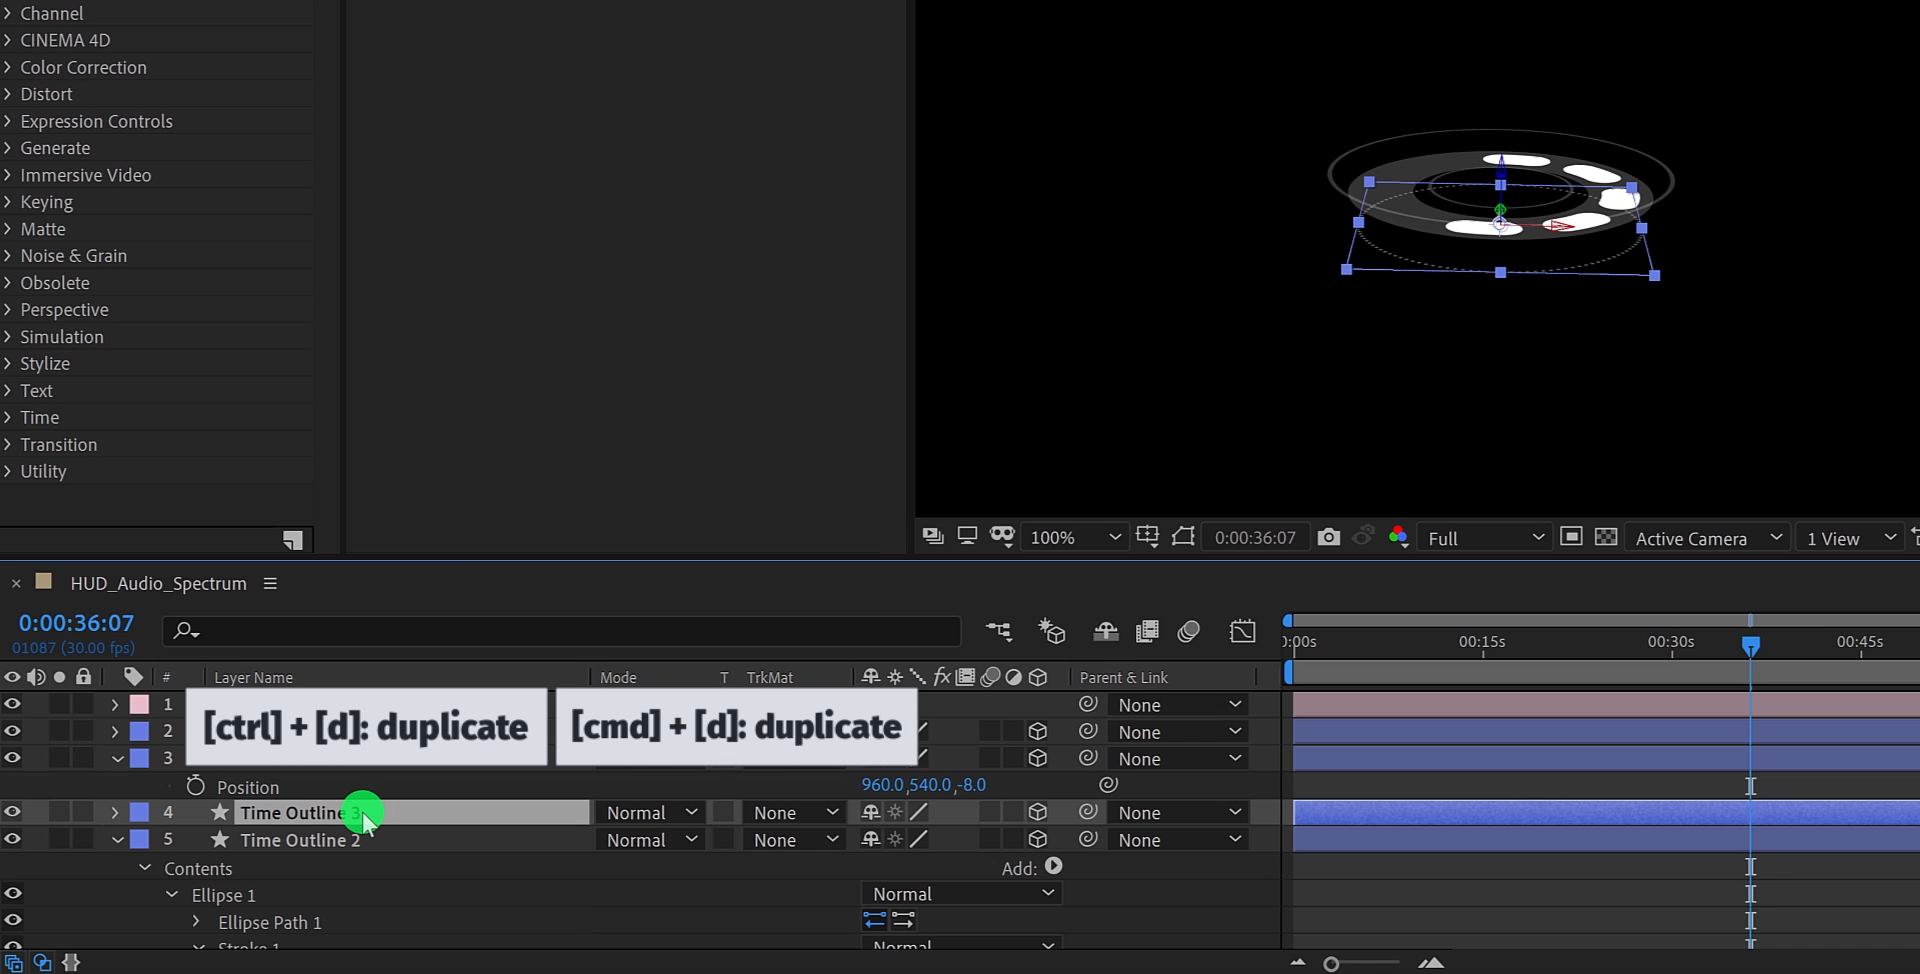 Channel
CINEMA 4D
Color Correction
Distort
Expression Controls
Generate
Immersive Video
Keying
Matte
Noise & Grain
Obsolete
Perspective
Simulation
Stylize
Text
Time
Transition
Utility
100%
0:00:36:07
Full
Active Camera
1 View
HUD_Audio_Spectrum
0:00:36:07
01087 (30.00 fps)
0:00s 00:15s 00:30s 00:45s
# Layer Name Mode T TrkMat fx Parent & Link
1 None
[ctrl] + [d]: duplicate [cmd] + [d]: duplicate
2 None
3 None
Position 960.0,540.0,-8.0
4 Time Outline 3 Normal None None
5 Time Outline 2 Normal None None
Contents Add:
Ellipse 1 Normal
Ellipse Path 1
Stroke 1 Normal